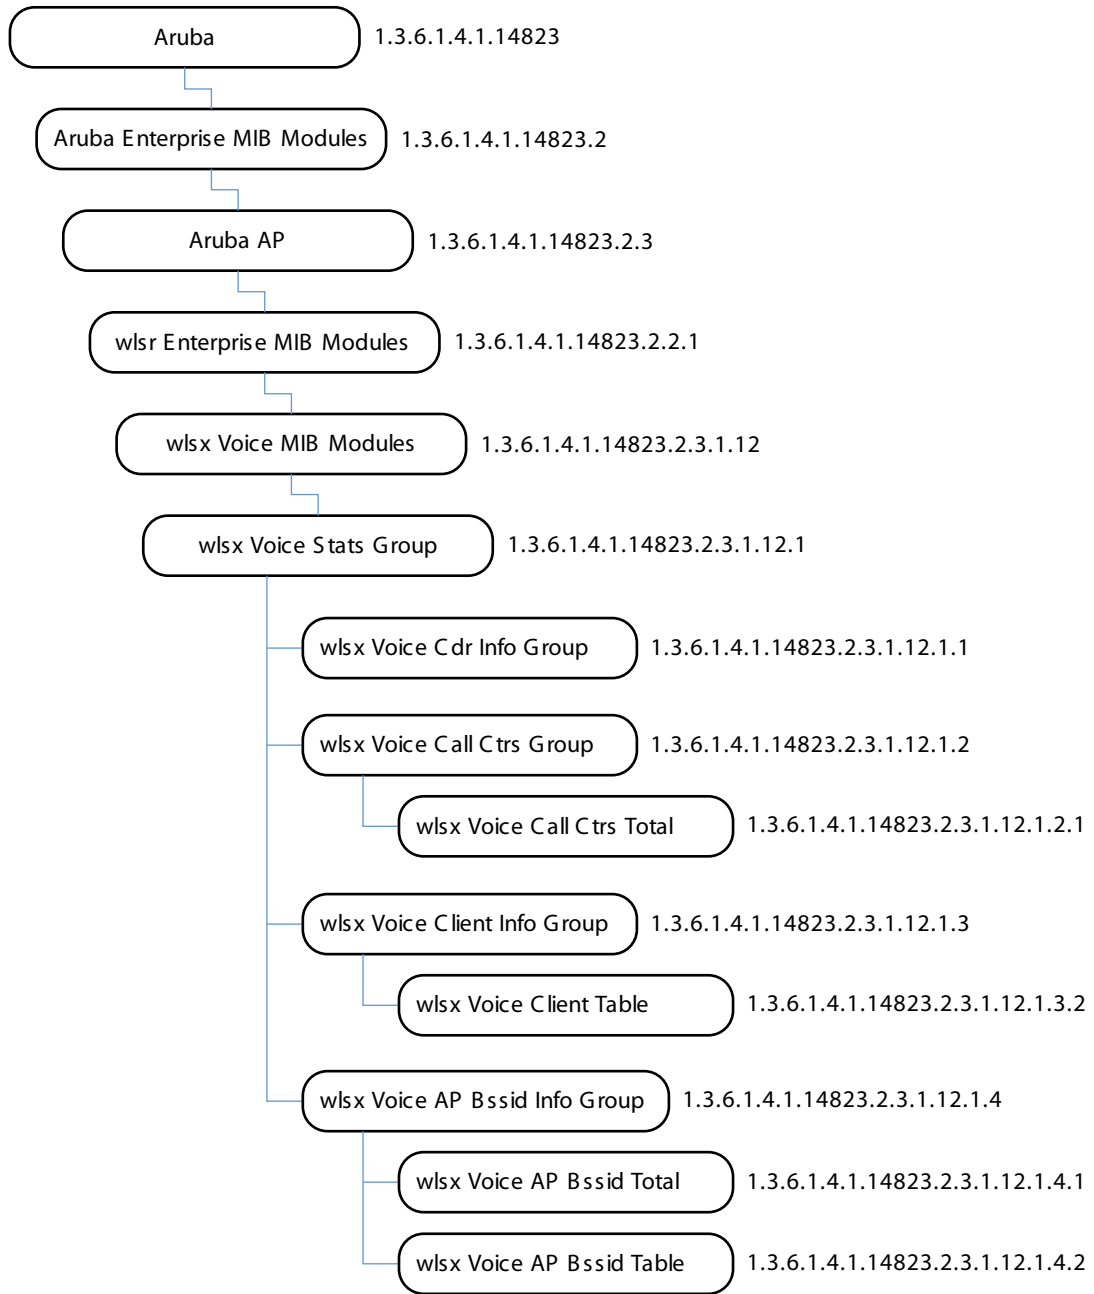 Aruba 1.3.6.1.4.1.14823
Aruba Enterprise MIB Modules 1.3.6.1.4.1.14823.2
Aruba AP 1.3.6.1.4.1.14823.2.3
wlsr Enterprise MIB Modules 1.3.6.1.4.1.14823.2.2.1
wlsx Voice MIB Modules 1.3.6.1.4.1.14823.2.3.1.12
wlsx Voice Stats Group 1.3.6.1.4.1.14823.2.3.1.12.1
wlsx Voice Cdr Info Group 1.3.6.1.4.1.14823.2.3.1.12.1.1
wlsx Voice Call Ctrs Group 1.3.6.1.4.1.14823.2.3.1.12.1.2
wlsx Voice Call Ctrs Total 1.3.6.1.4.1.14823.2.3.1.12.1.2.1
wlsx Voice Client Info Group 1.3.6.1.4.1.14823.2.3.1.12.1.3
wlsx Voice Client Table 1.3.6.1.4.1.14823.2.3.1.12.1.3.2
wlsx Voice AP Bssid Info Group 1.3.6.1.4.1.14823.2.3.1.12.1.4
wlsx Voice AP Bssid Total 1.3.6.1.4.1.14823.2.3.1.12.1.4.1
wlsx Voice AP Bssid Table 1.3.6.1.4.1.14823.2.3.1.12.1.4.2